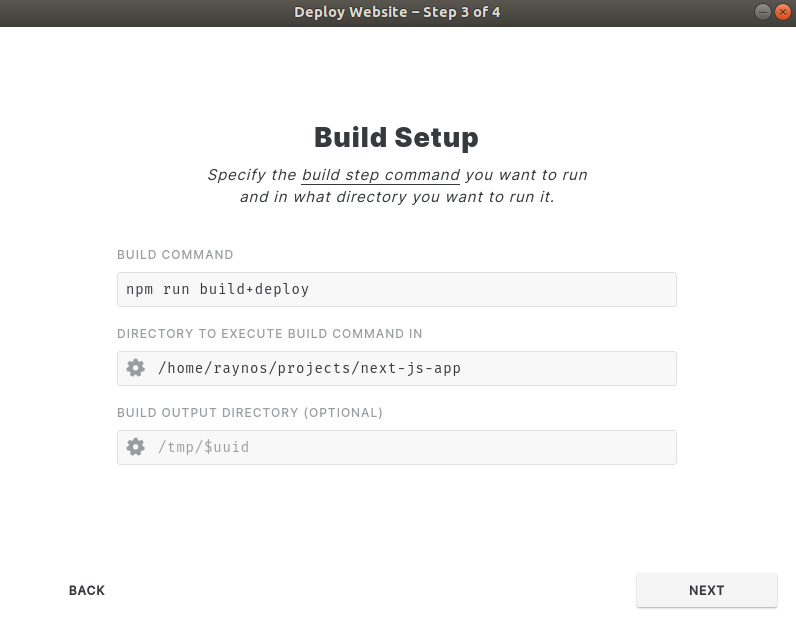 Deploy Website – Step 3 of 4
Build Setup
Specify the build step command you want to run
and in what directory you want to run it.
BUILD COMMAND
npm run build+deploy
DIRECTORY TO EXECUTE BUILD COMMAND IN
/home/raynos/projects/next-js-app
BUILD OUTPUT DIRECTORY (OPTIONAL)
/tmp/$uuid
BACK
NEXT